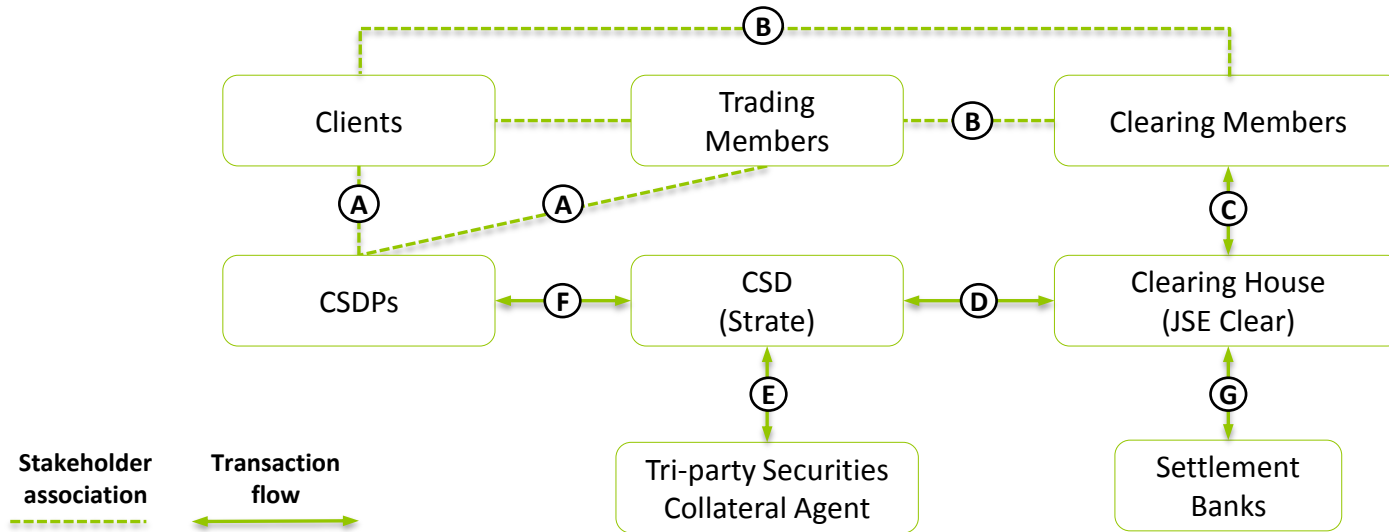 B
Clients
Trading
Members
B
Clearing Members
A
A
C
CSDPs
F
CSD
(Strate)
D
Clearing House
(JSE Clear)
E
G
Stakeholder
association
Transaction
flow
Tri-party Securities
Collateral Agent
Settlement
Banks